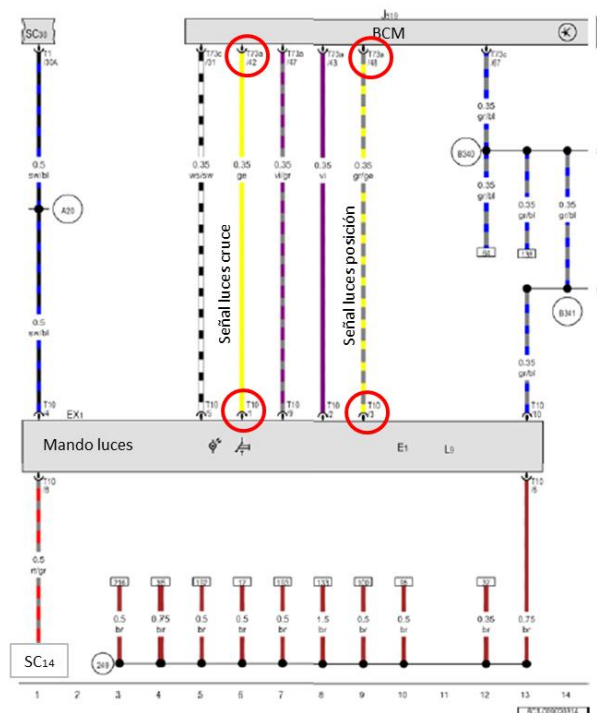 J519
SC30 BCM
T1 /30A T73c /31 T73a /42 T73a /47 T73a /43 T73a /48 T73c /67
0.35 gr/bl
B340
0.5 sw/bl 0.35 ws/sw 0.35 ge 0.35 vi/gr 0.35 vi 0.35 gr/ge 0.35 gr/bl 0.35 gr/bl 0.35 gr/bl
A20
Señal luces cruce
Señal luces posición
B341
0.5 sw/bl 0.35 gr/bl
T10 /4 EX1 T10 /5 T10 T10 /9 T10 /2 T10 /3 T10 /10
Mando luces E1 L9
T10 /8 T10 /6
0.5 rt/gr
0.5 br 0.75 br 0.5 br 0.5 br 0.5 br 1.5 br 0.5 br 0.5 br 0.35 br 0.75 br
SC14 249
1 2 3 4 5 6 7 8 9 10 11 12 13 14